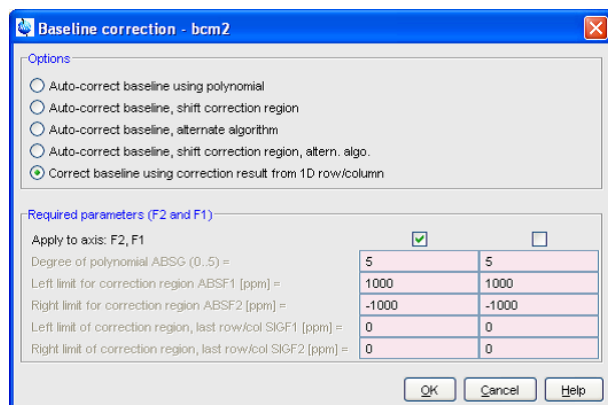 Baseline correction - bcm2
Options
Auto-correct baseline using polynomial
Auto-correct baseline, shift correction region
Auto-correct baseline, alternate algorithm
Auto-correct baseline, shift correction region, altern. algo.
Correct baseline using correction result from 1D row/column
Required parameters (F2 and F1)
Apply to axis: F2, F1
Degree of polynomial ABSG (0..5) = 5 5
Left limit for correction region ABSF1 [ppm] = 1000 1000
Right limit for correction region ABSF2 [ppm] = -1000 -1000
Left limit of correction region, last row/col SIGF1 [ppm] = 0 0
Right limit of correction region, last row/col SIGF2 [ppm] = 0 0
OK Cancel Help